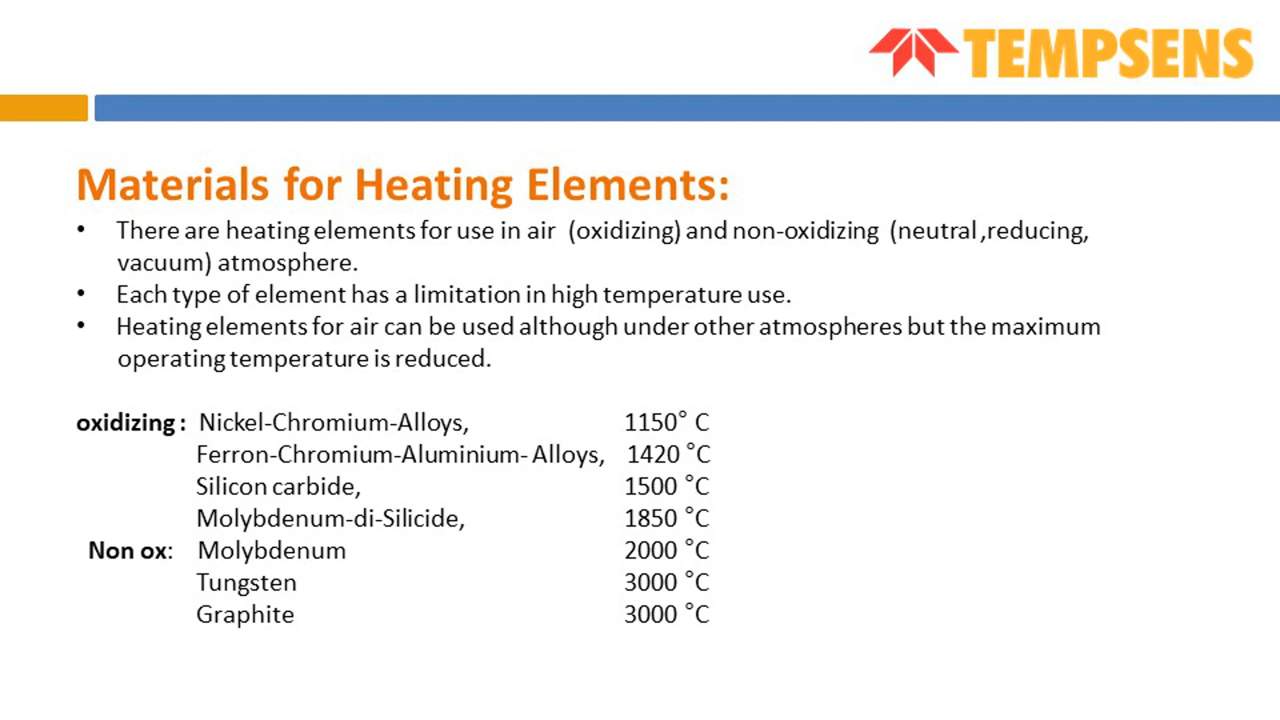 TEMPSENS
Materials for Heating Elements:
• There are heating elements for use in air (oxidizing) and non-oxidizing (neutral ,reducing,
vacuum) atmosphere.
• Each type of element has a limitation in high temperature use.
• Heating elements for air can be used although under other atmospheres but the maximum
operating temperature is reduced.
oxidizing : Nickel-Chromium-Alloys, 1150° C
Ferron-Chromium-Aluminium- Alloys, 1420 °C
Silicon carbide, 1500 °C
Molybdenum-di-Silicide, 1850 °C
Non ox: Molybdenum 2000 °C
Tungsten 3000 °C
Graphite 3000 °C